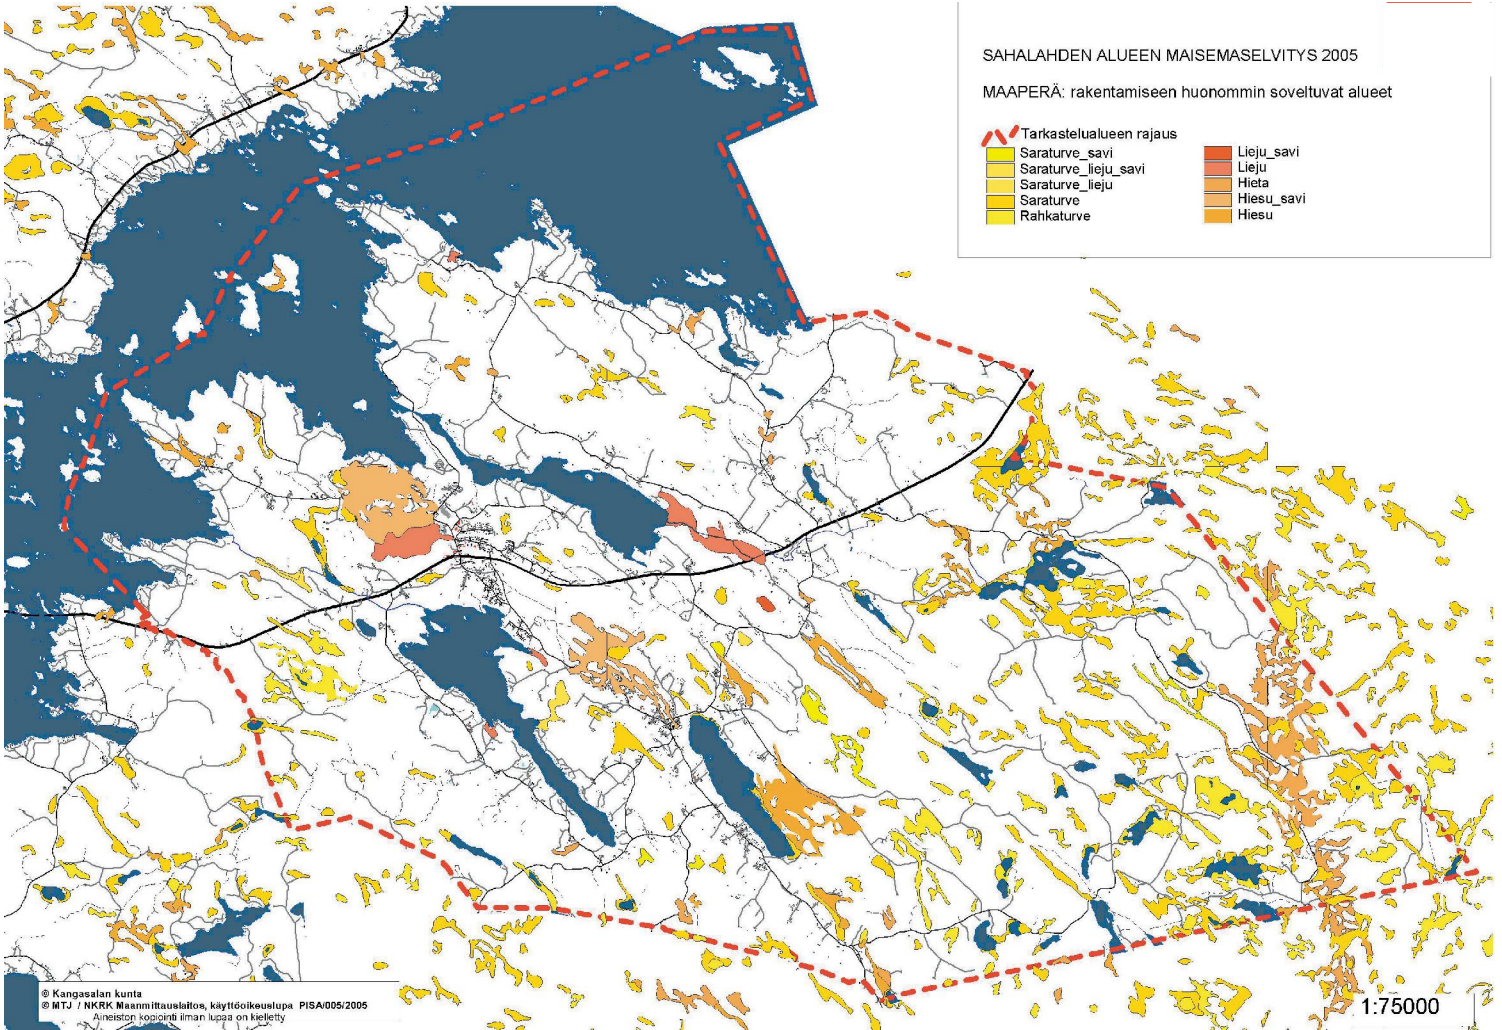 SAHALAHDEN ALUEEN MAISEMASELVITYS 2005
MAAPERÄ: rakentamiseen huonommin soveltuvat alueet
Tarkastelualueen rajaus
Saraturve_savi
Saraturve_lieju_savi
Saraturve_lieju
Saraturve
Rahkaturve
Lieju_savi
Lieju
Hieta
Hiesu_savi
Hiesu
© Kangasalan kunta
© MTJ / NKRK Maanmittauslaitos, käyttöoikeuslupa PISA/005/2005
Aineiston kopiointi ilman lupaa on kielletty
1:75000